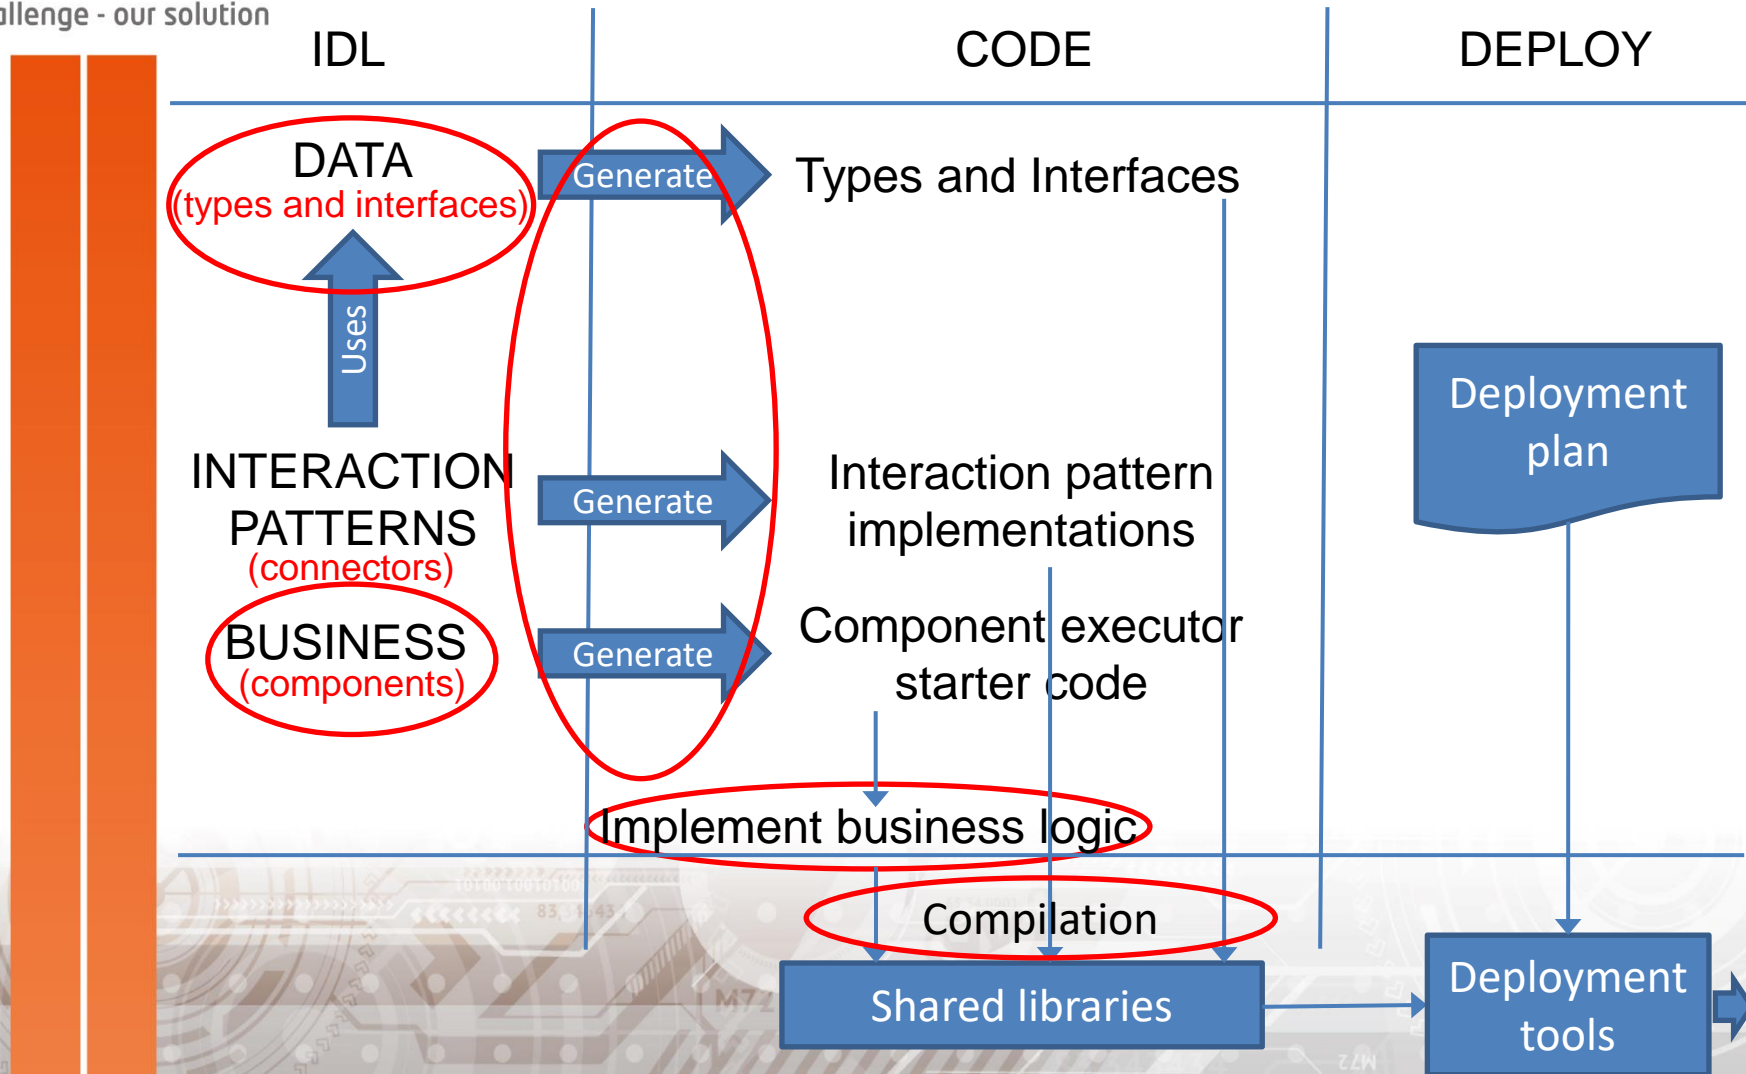 allenge - our solution
IDL
CODE
DEPLOY
DATA
(types and interfaces)
Generate
Types and Interfaces
Uses
Deployment
plan
INTERACTION
PATTERNS
(connectors)
Generate
Interaction pattern
implementations
BUSINESS
(components)
Generate
Component executor
starter code
Implement business logic
Compilation
Shared libraries
Deployment
tools
M72
M72